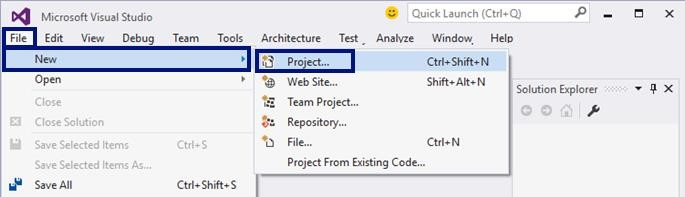 Microsoft Visual Studio
Quick Launch (Ctrl+Q)
File Edit View Debug Team Tools Architecture Test Analyze Window Help
New
Open
Close
Close Solution
Save Selected Items Ctrl+S
Save Selected Items As...
Save All Ctrl+Shift+S
Project... Ctrl+Shift+N
Web Site... Shift+Alt+N
Team Project...
Repository...
File... Ctrl+N
Project From Existing Code...
Solution Explorer